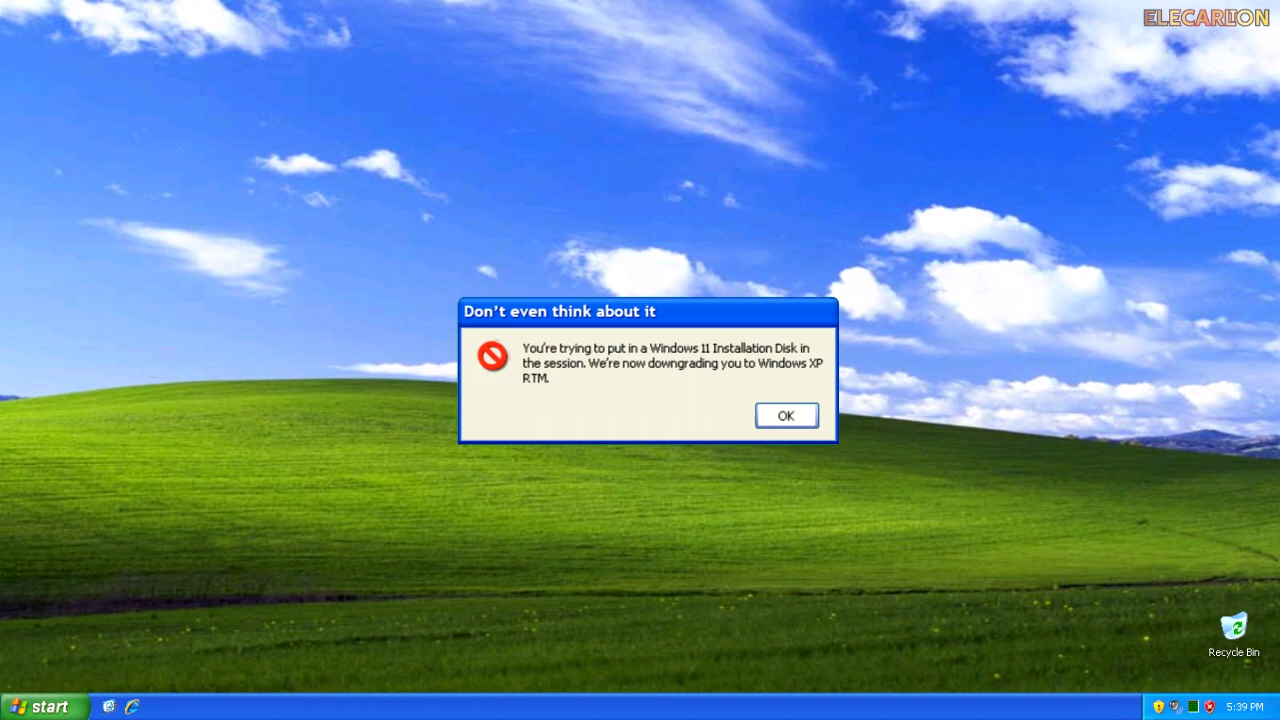 ELECARLION
Don't even think about it
You're trying to put in a Windows 11 Installation Disk in
the session. We're now downgrading you to Windows XP
RTM.
OK
Recycle Bin
start
5:39 PM